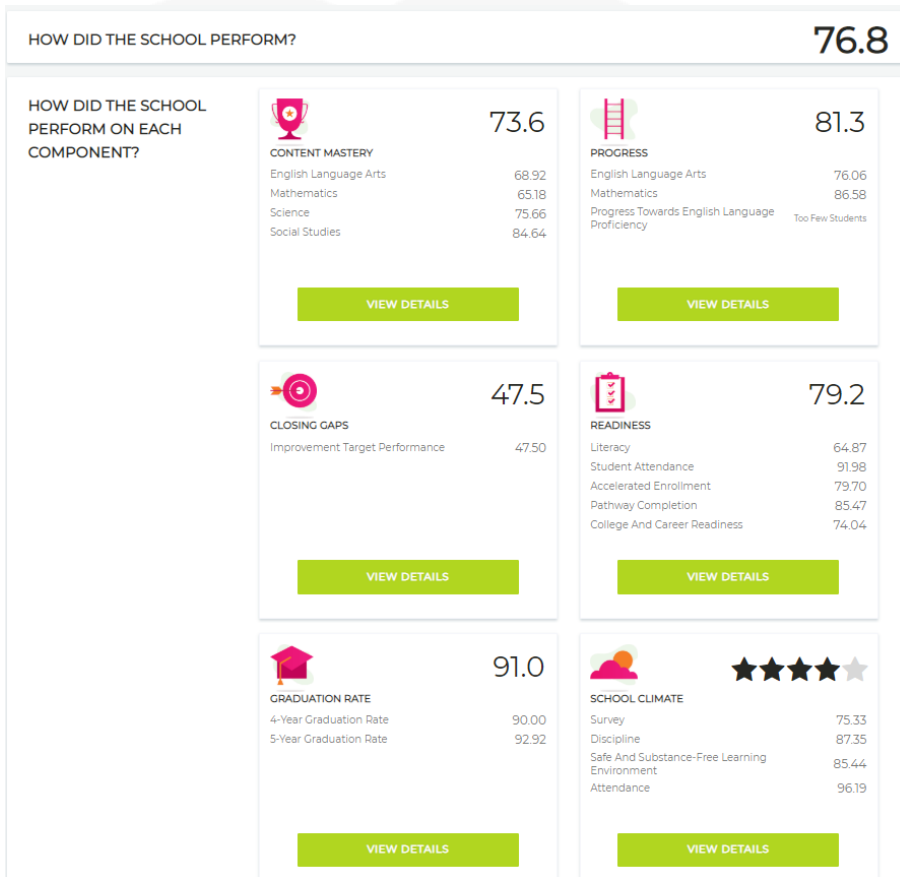 HOW DID THE SCHOOL PERFORM? 76.8
HOW DID THE SCHOOL
PERFORM ON EACH
COMPONENT?
73.6
CONTENT MASTERY
English Language Arts 68.92
Mathematics 65.18
Science 75.66
Social Studies 84.64
VIEW DETAILS
81.3
PROGRESS
English Language Arts 76.06
Mathematics 86.58
Progress Towards English Language
Proficiency Too Few Students
VIEW DETAILS
47.5
CLOSING GAPS
Improvement Target Performance 47.50
VIEW DETAILS
79.2
READINESS
Literacy 64.87
Student Attendance 91.98
Accelerated Enrollment 79.70
Pathway Completion 85.47
College And Career Readiness 74.04
VIEW DETAILS
91.0
GRADUATION RATE
4-Year Graduation Rate 90.00
5-Year Graduation Rate 92.92
VIEW DETAILS
SCHOOL CLIMATE
Survey 75.33
Discipline 87.35
Safe And Substance-Free Learning
Environment 85.44
Attendance 96.19
VIEW DETAILS